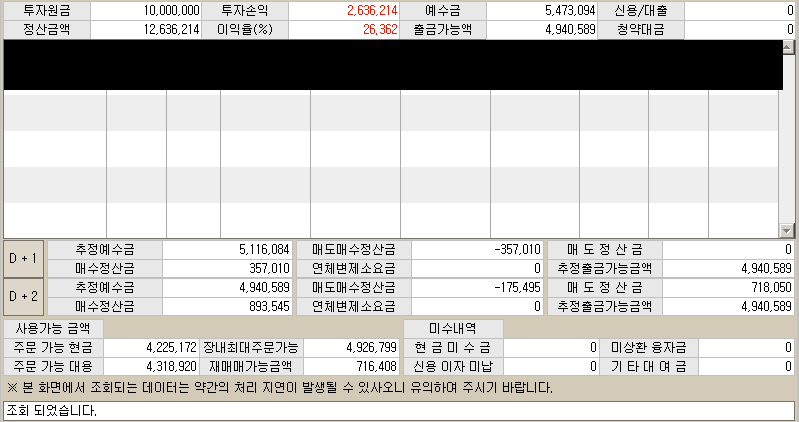 투자원금 10,000,000 투자손익 2,636,214 예수금 5,473,094 신용/대출 0
정산금액 12,636,214 이익율(%) 26,362 출금가능액 4,940,589 청약대금 0
D + 1 추정예수금 5,116,084 매도매수정산금 -357,010 매 도 정 산 금 0
매수정산금 357,010 연체변제소요금 0 추정출금가능금액 4,940,589
D + 2 추정예수금 4,940,589 매도매수정산금 -175,495 매 도 정 산 금 718,050
매수정산금 893,545 연체변제소요금 0 추정출금가능금액 4,940,589
사용가능 금액 미수내역
주문 가능 현금 4,225,172 장내최대주문가능 4,926,799 현 금 미 수 금 0 미상환 융자금 0
주문 가능 대용 4,318,920 재매매가능금액 716,408 신용 이자 미납 0 기 타 대 여 금 0
※ 본 화면에서 조회되는 데이터는 약간의 처리 지연이 발생될 수 있사오니 유의하여 주시기 바랍니다.
조회 되었습니다.